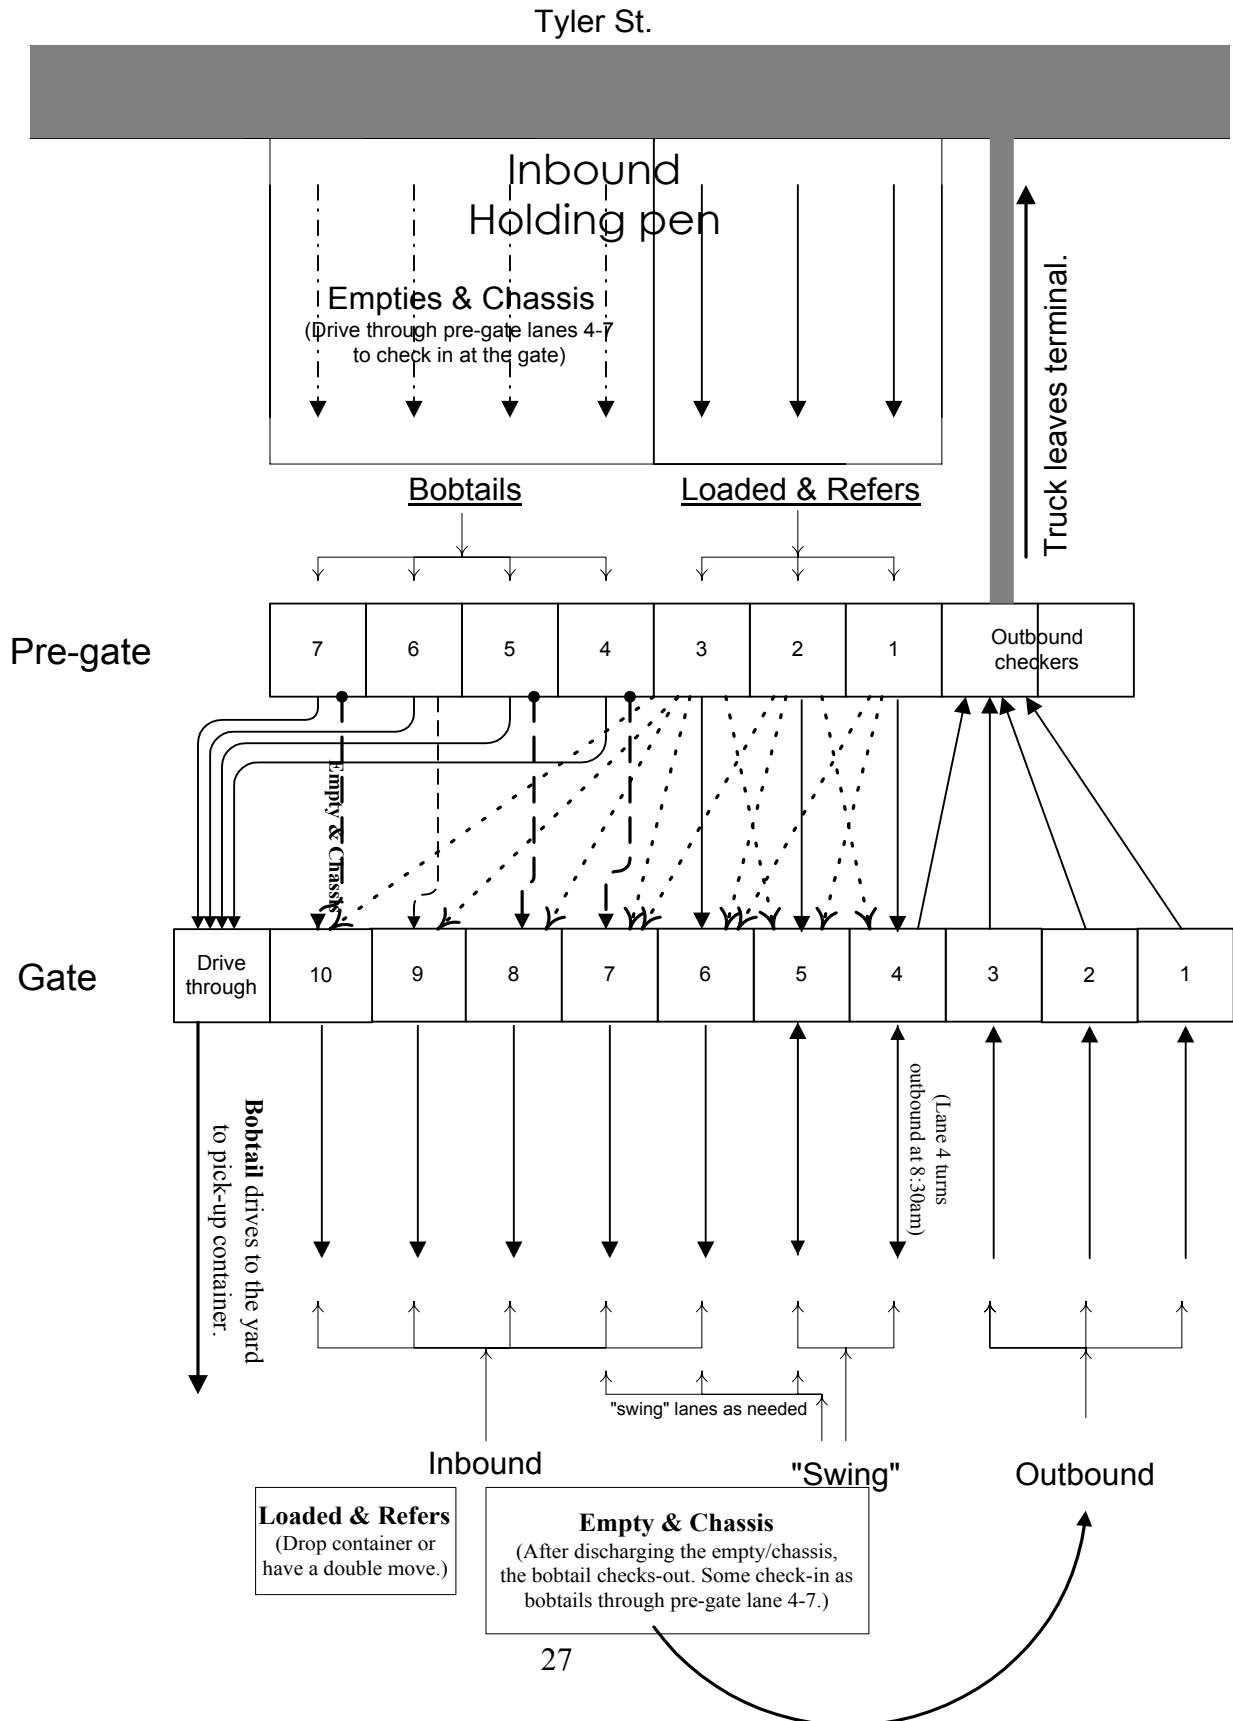 Tyler St.
Inbound
Holding pen
Empties & Chassis
(Drive through pre-gate lanes 4-7
to check in at the gate)
Truck leaves terminal.
Bobtails
Loaded & Refers
Pre-gate
7
6
5
4
3
2
1
Outbound
checkers
Empty & Chassis
Gate
Drive
through
10
9
8
7
6
5
4
3
2
1
(Lane 4 turns
outbound at 8:30am)
Bobtail drives to the yard
to pick-up container.
"swing" lanes as needed
Inbound
"Swing"
Outbound
Loaded & Refers
(Drop container or
have a double move.)
Empty & Chassis
(After discharging the empty/chassis,
the bobtail checks-out. Some check-in as
bobtails through pre-gate lane 4-7.)
27